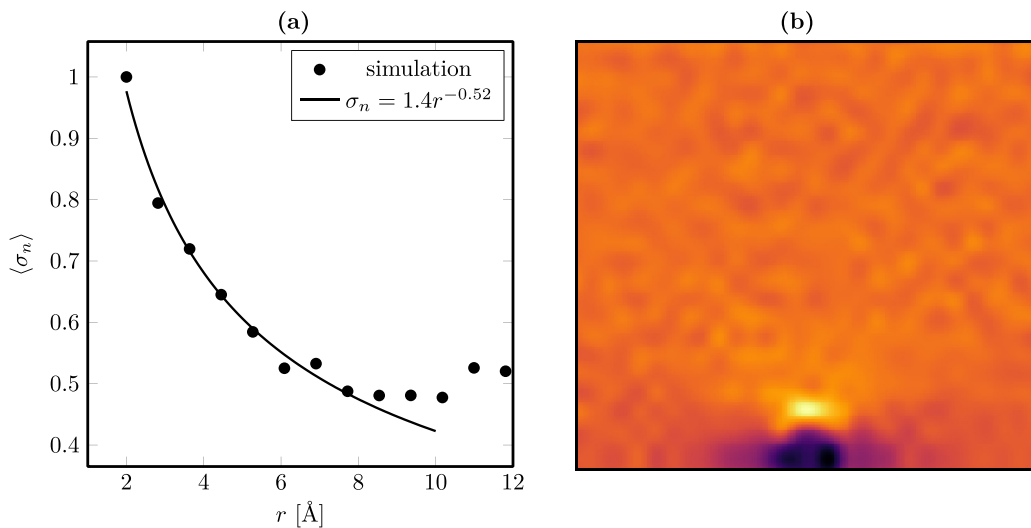 (a)
(b)
1
0.9
0.8
0.7
0.6
0.5
0.4
⟨σₙ⟩
simulation
σₙ = 1.4r⁻⁰·⁵²
2 4 6 8 10 12
r [Å]